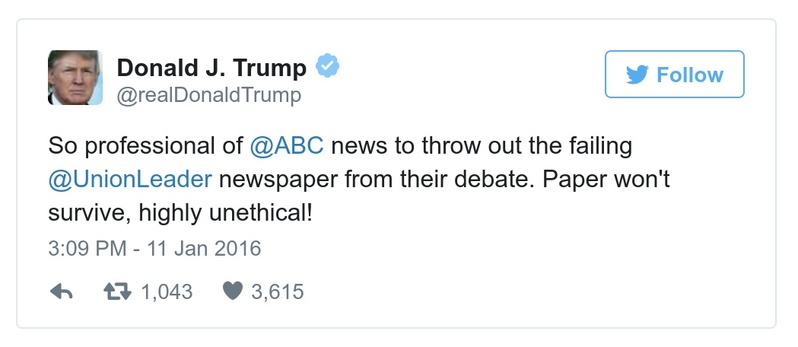 Donald J. Trump
@realDonaldTrump
Follow
So professional of @ABC news to throw out the failing
@UnionLeader newspaper from their debate. Paper won't
survive, highly unethical!
3:09 PM - 11 Jan 2016
1,043 3,615